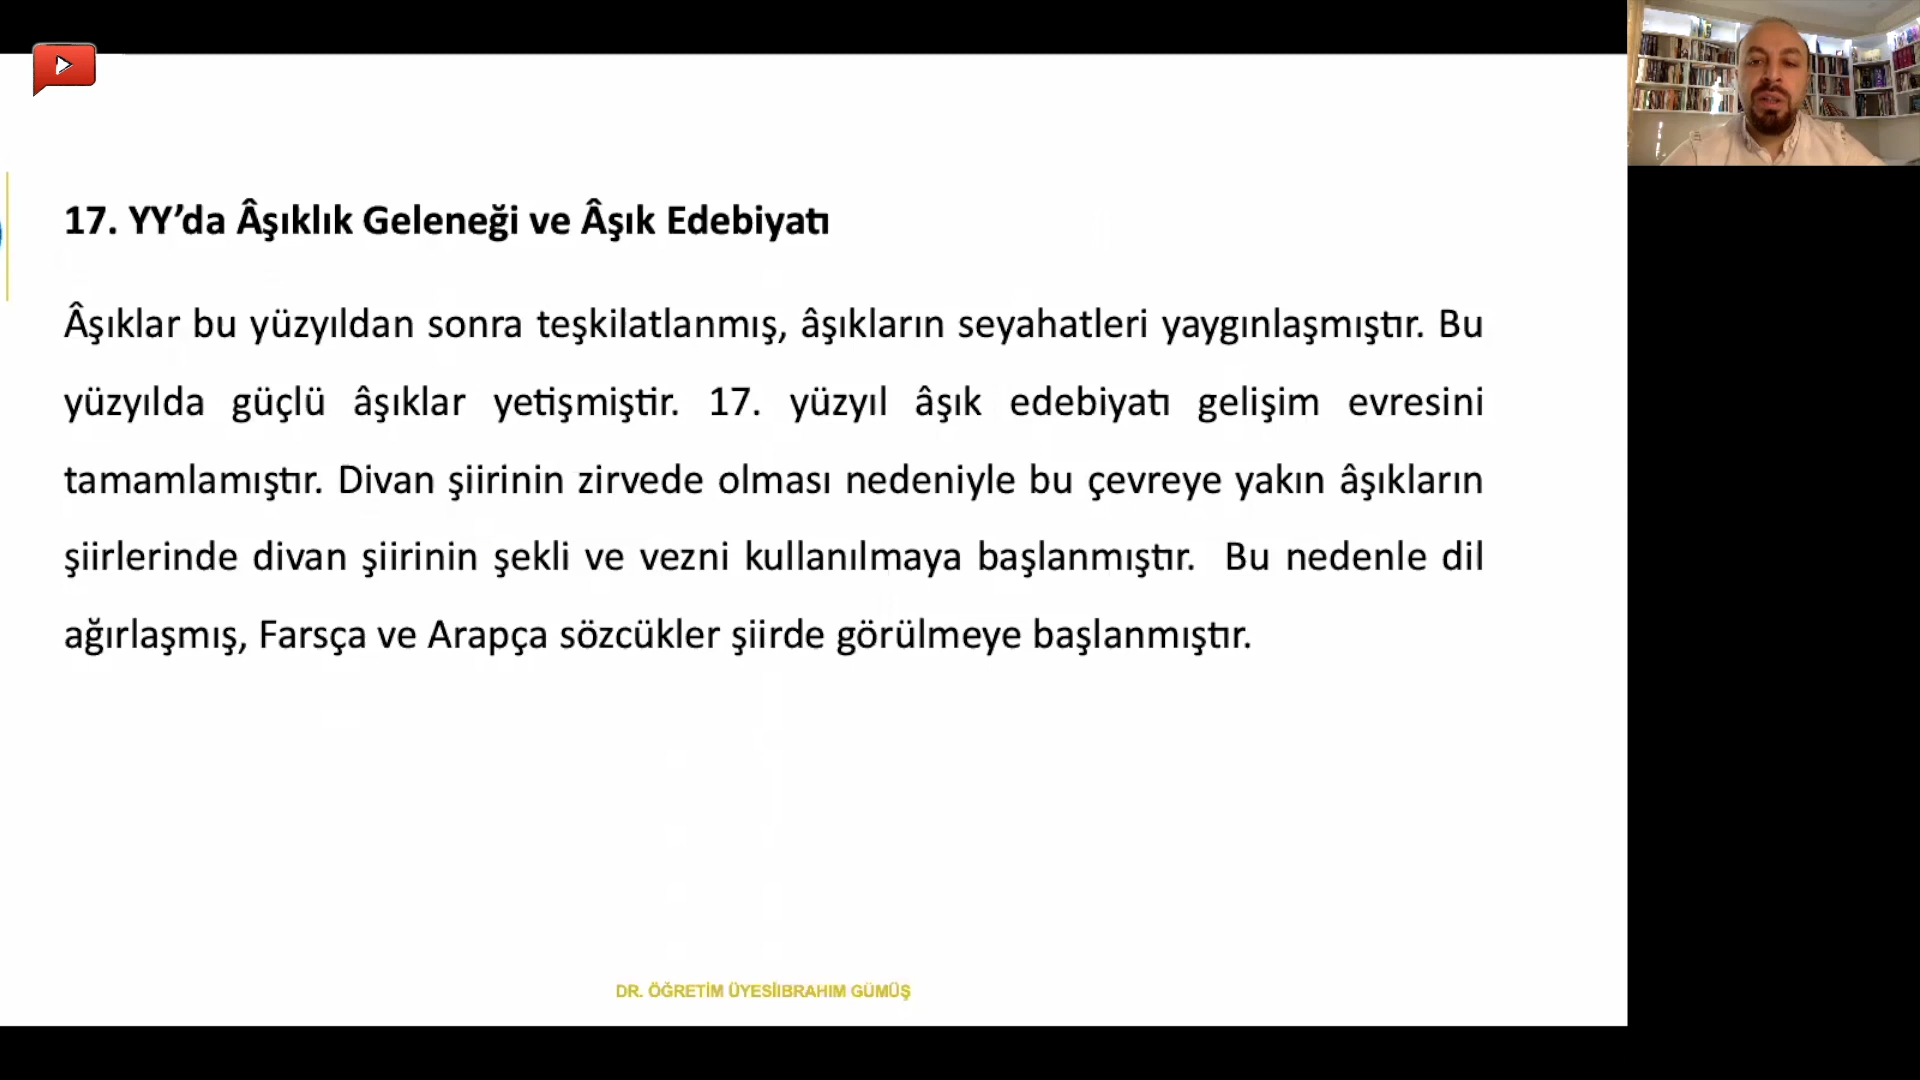 17. YY’da Âşıklık Geleneği ve Âşık Edebiyatı
Âşıklar bu yüzyıldan sonra teşkilatlanmış, âşıkların seyahatleri yaygınlaşmıştır. Bu
yüzyılda güçlü âşıklar yetişmiştir. 17. yüzyıl âşık edebiyatı gelişim evresini
tamamlamıştır. Divan şiirinin zirvede olması nedeniyle bu çevreye yakın âşıkların
şiirlerinde divan şiirinin şekli ve vezni kullanılmaya başlanmıştır. Bu nedenle dil
ağırlaşmış, Farsça ve Arapça sözcükler şiirde görülmeye başlanmıştır.
DR. ÖĞRETİM ÜYESİIBRAHIM GÜMÜŞ